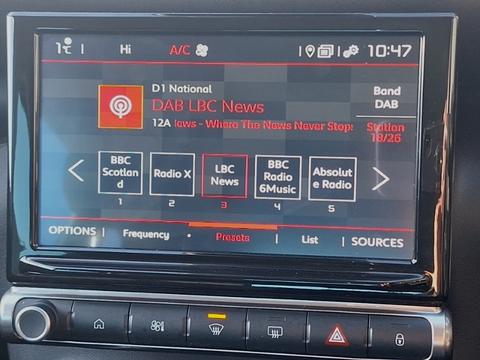 1°C Hi A/C 10:47
D1 National
DAB LBC News
12A Iews - Where The News Never Stop:
Band
DAB
Station
18/26
BBC
Scotlan
d
1
Radio X
2
LBC
News
3
BBC
Radio
6Music
4
Absolut
e Radio
5
OPTIONS | Frequency • Presets • List | SOURCES